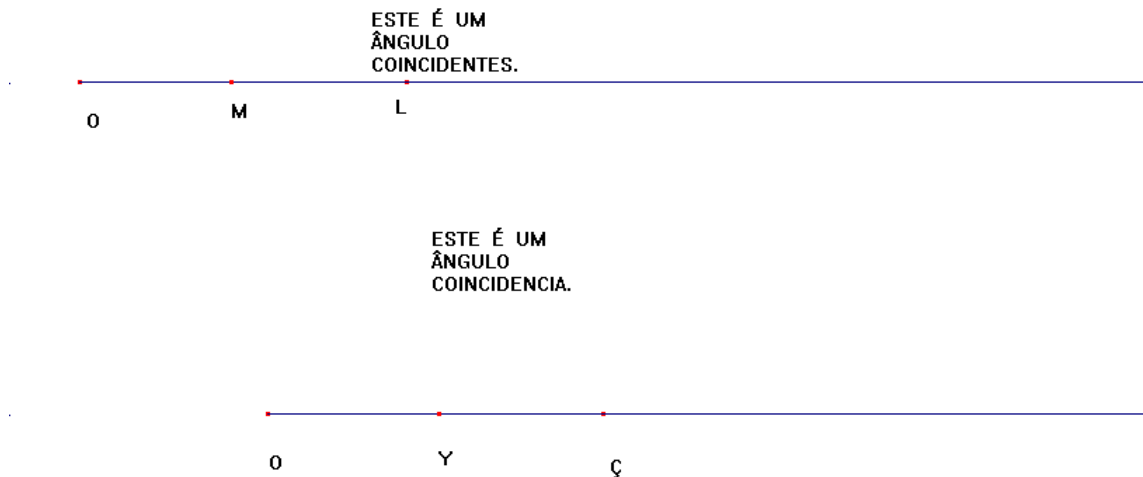 ESTE É UM
ÂNGULO
COINCIDENTES.
O
M
L
ESTE É UM
ÂNGULO
COINCIDENCIA.
O
Y
Ç